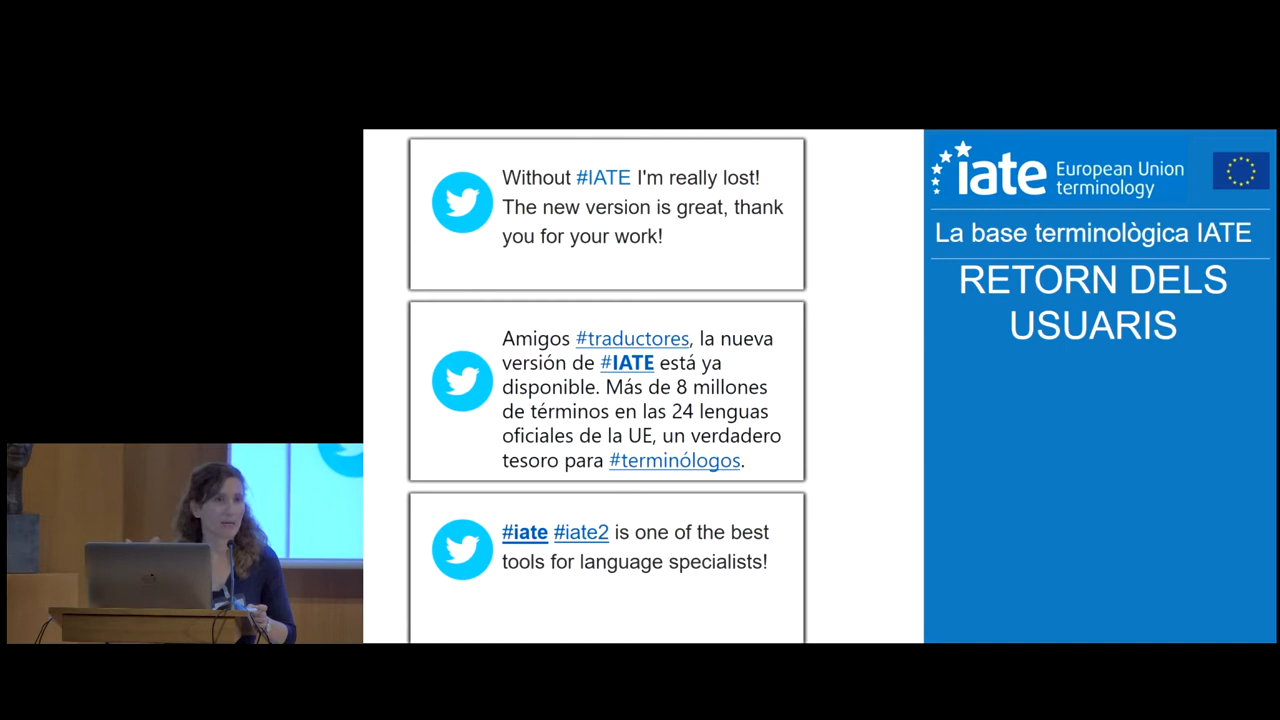 Without #IATE I'm really lost!
The new version is great, thank
you for your work!
Amigos #traductores, la nueva
versión de #IATE está ya
disponible. Más de 8 millones
de términos en las 24 lenguas
oficiales de la UE, un verdadero
tesoro para #terminólogos.
#iate #iate2 is one of the best
tools for language specialists!
iate European Union
terminology
La base terminològica IATE
RETORN DELS
USUARIS